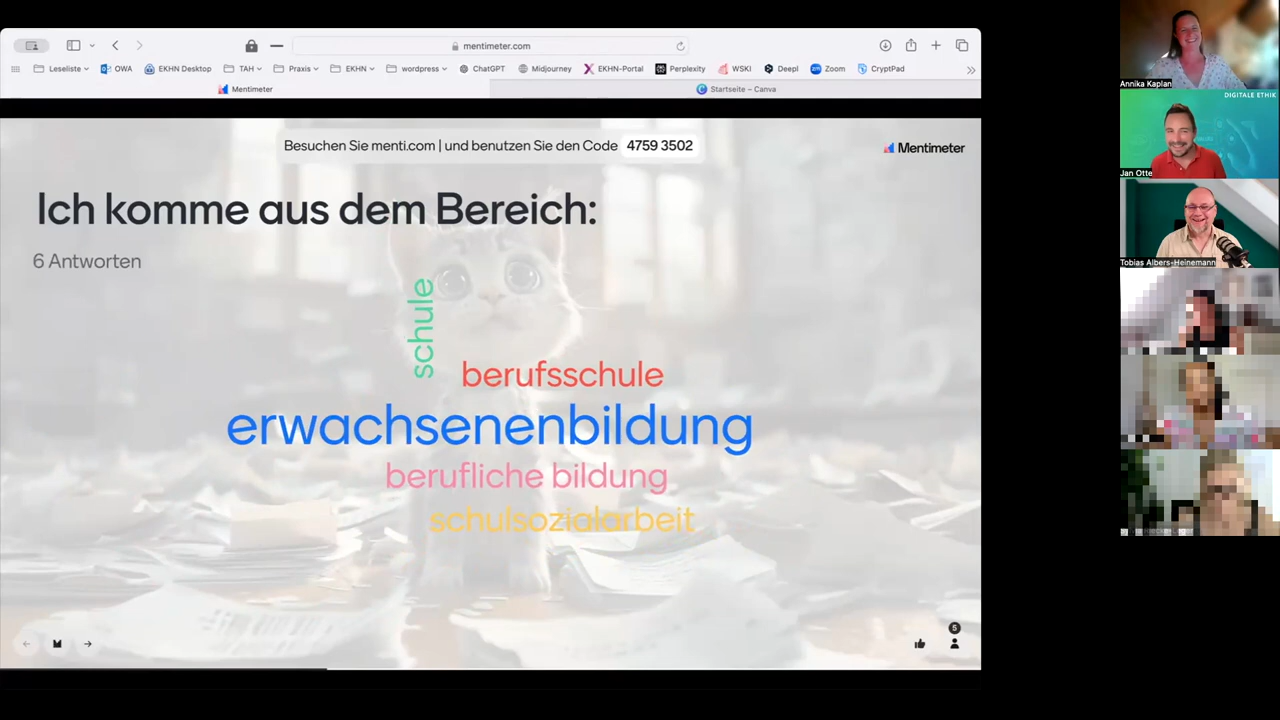 mentimeter.com
Leseliste
OWA
EKHN Desktop
TAH
Praxis
EKHN
wordpress
ChatGPT
Midjourney
EKHN-Portal
Perplexity
WSKI
Deepl
Zoom
CryptPad
Mentimeter
Startseite – Canva
Besuchen Sie menti.com | und benutzen Sie den Code 4759 3502
Mentimeter
Ich komme aus dem Bereich:
6 Antworten
schule
berufsschule
erwachsenenbildung
berufliche bildung
schulsozialarbeit
5
Annika Kaplan
DIGITALE ETHIK
Jan Otte
Tobias Albers-Heinemann